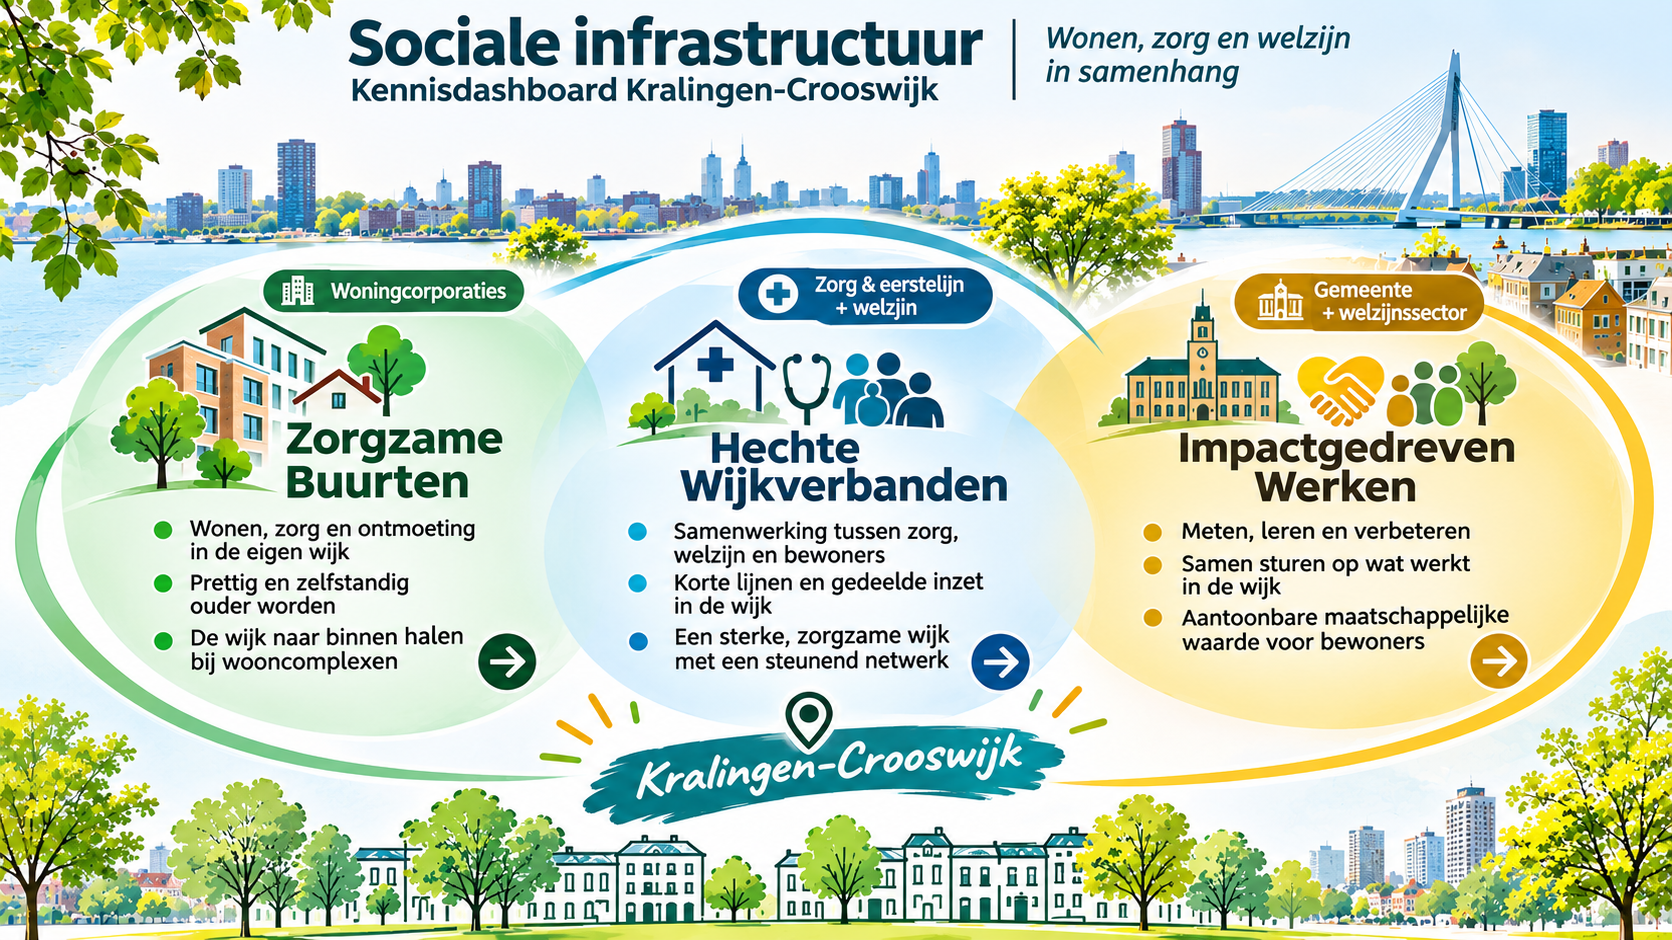 Sociale infrastructuur
Kennisdashboard Kralingen-Crooswijk
Wonen, zorg en welzijn
in samenhang
Woningcorporaties
Zorgzame
Buurten
Wonen, zorg en ontmoeting
in de eigen wijk
Prettig en zelfstandig
ouder worden
De wijk naar binnen halen
bij wooncomplexen
Zorg & eerstelijn
+ welzjin
Hechte
Wijkverbanden
Samenwerking tussen zorg,
welzijn en bewoners
Korte lijnen en gedeelde inzet
in de wijk
Een sterke, zorgzame wijk
met een steunend netwerk
Gemeente
+ welzijnssector
Impactgedreven
Werken
Meten, leren en verbeteren
Samen sturen op wat werkt
in de wijk
Aantoonbare maatschappelijke
waarde voor bewoners
Kralingen-Crooswijk